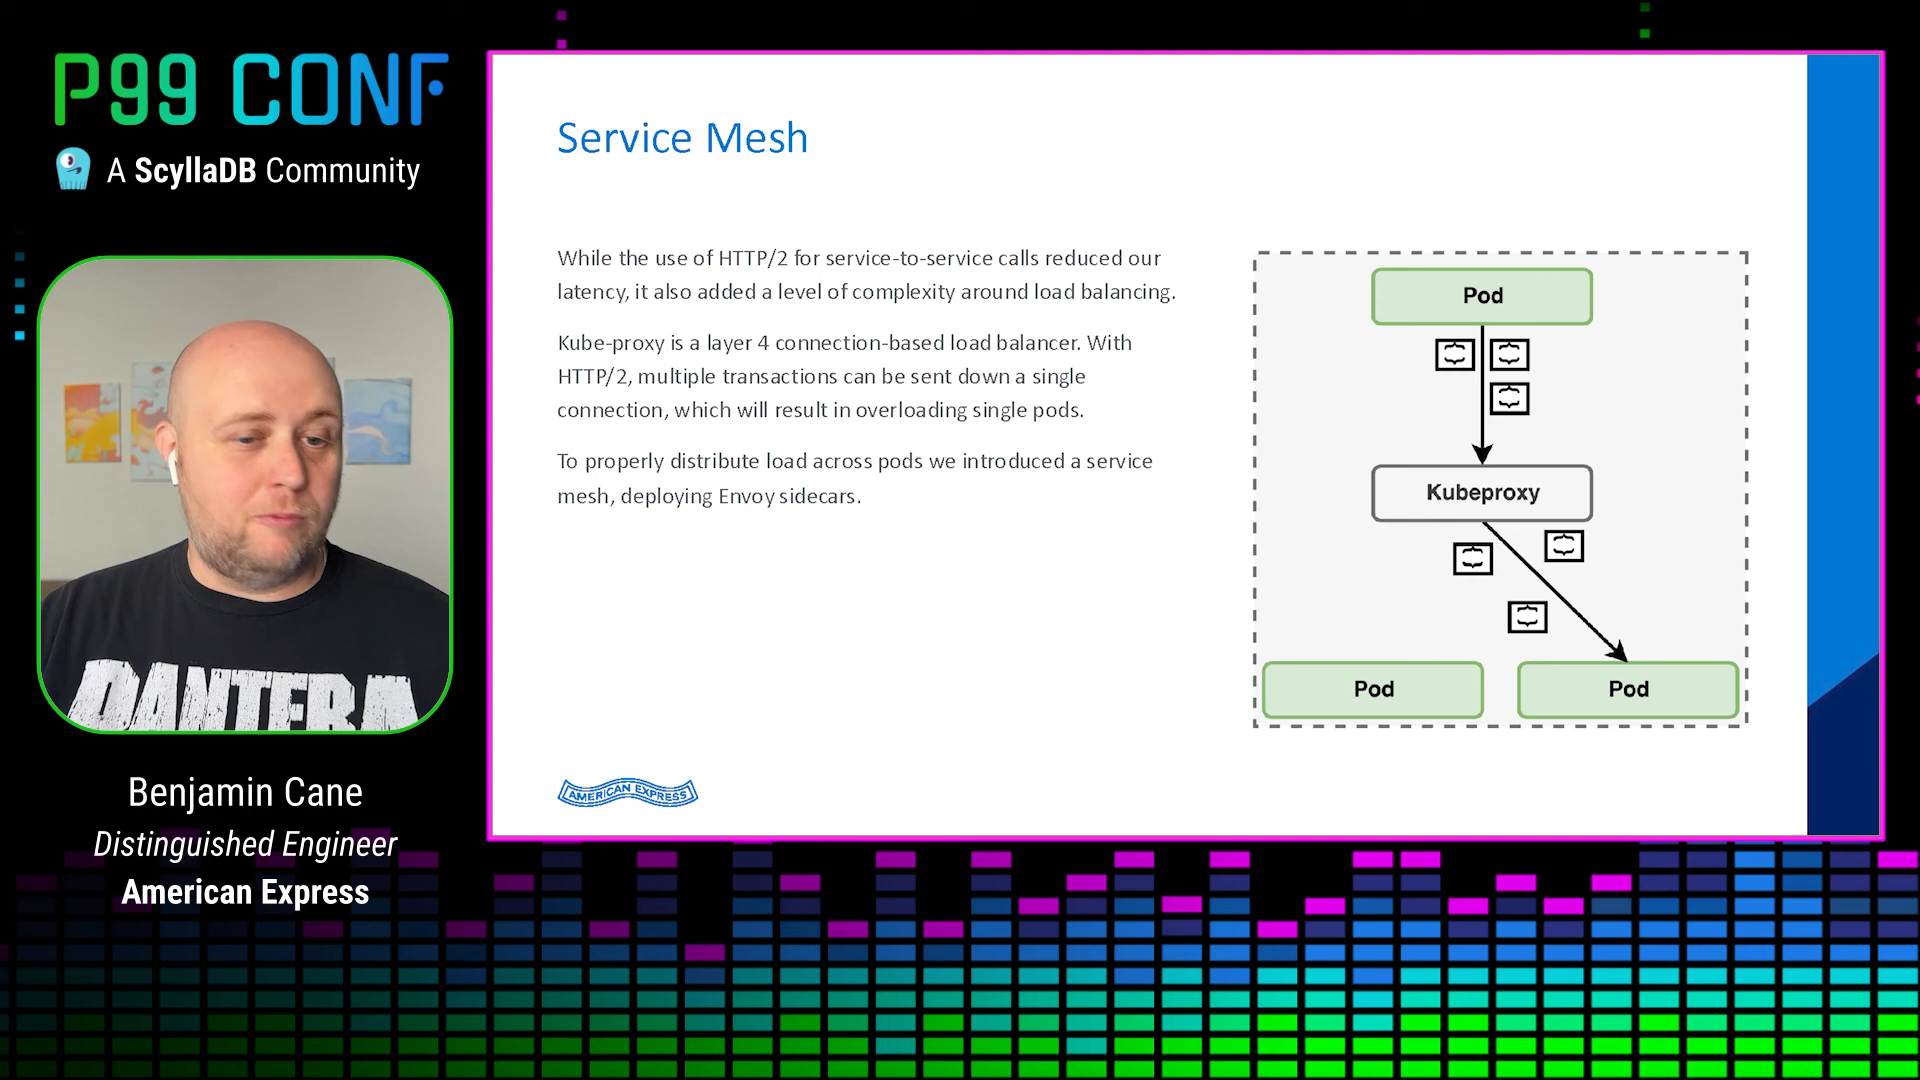 P99 CONF
A ScyllaDB Community
PANTERA
Benjamin Cane
Distinguished Engineer
American Express
Service Mesh
While the use of HTTP/2 for service-to-service calls reduced our
latency, it also added a level of complexity around load balancing.
Kube-proxy is a layer 4 connection-based load balancer. With
HTTP/2, multiple transactions can be sent down a single
connection, which will result in overloading single pods.
To properly distribute load across pods we introduced a service
mesh, deploying Envoy sidecars.
AMERICAN EXPRESS
Pod
Kubeproxy
Pod
Pod